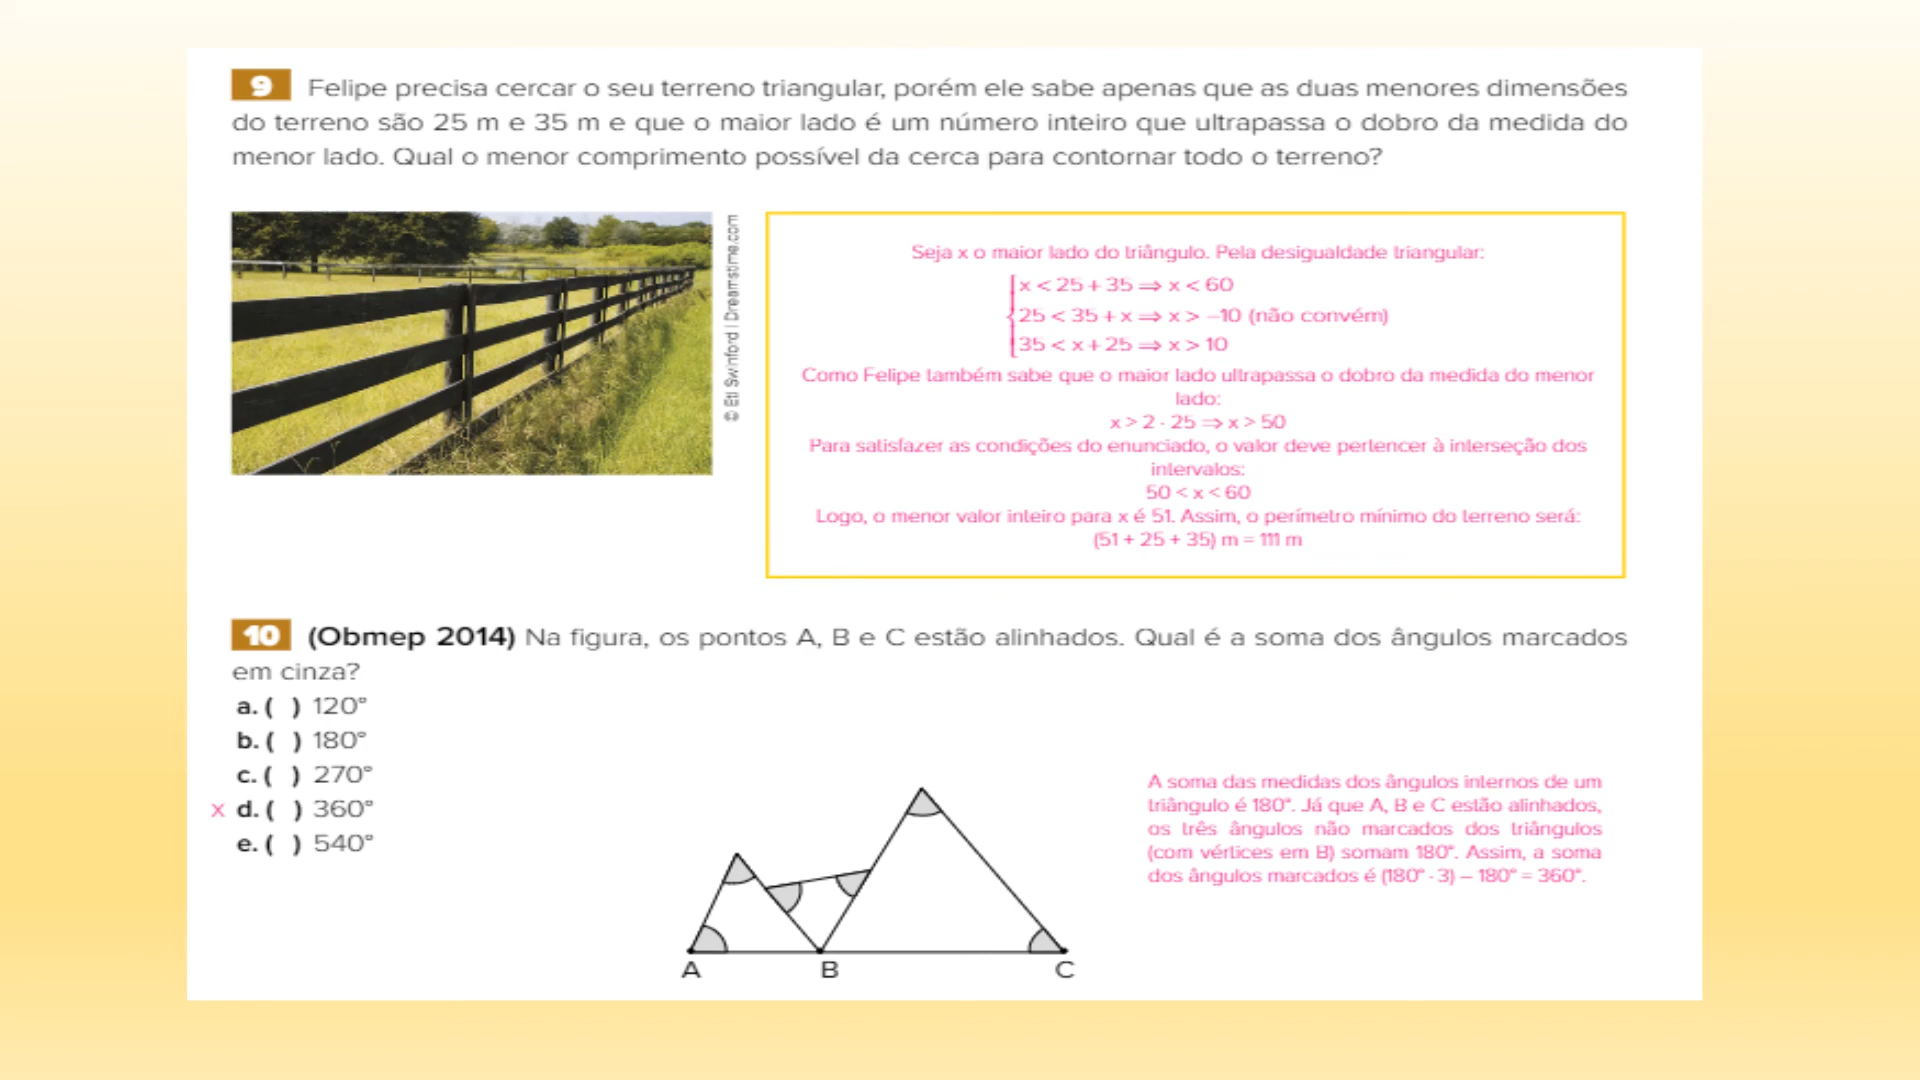 9 Felipe precisa cercar o seu terreno triangular, porém ele sabe apenas que as duas menores dimensões
do terreno são 25 m e 35 m e que o maior lado é um número inteiro que ultrapassa o dobro da medida do
menor lado. Qual o menor comprimento possível da cerca para contornar todo o terreno?
© Eti Swinford | Dreamstime.com
Seja x o maior lado do triângulo. Pela desigualdade triangular:
x < 25 + 35 ⇒ x < 60
25 < 35 + x ⇒ x > –10 (não convém)
35 < x + 25 ⇒ x > 10
Como Felipe também sabe que o maior lado ultrapassa o dobro da medida do menor
lado:
x > 2 · 25 ⇒ x > 50
Para satisfazer as condições do enunciado, o valor deve pertencer à interseção dos
intervalos:
50 < x < 60
Logo, o menor valor inteiro para x é 51. Assim, o perímetro mínimo do terreno será:
(51 + 25 + 35) m = 111 m
10 (Obmep 2014) Na figura, os pontos A, B e C estão alinhados. Qual é a soma dos ângulos marcados
em cinza?
a. ( ) 120°
b. ( ) 180°
c. ( ) 270°
x d. ( ) 360°
e. ( ) 540°
A soma das medidas dos ângulos internos de um
triângulo é 180°. Já que A, B e C estão alinhados,
os três ângulos não marcados dos triângulos
(com vértices em B) somam 180°. Assim, a soma
dos ângulos marcados é (180° · 3) – 180° = 360°.
A B C